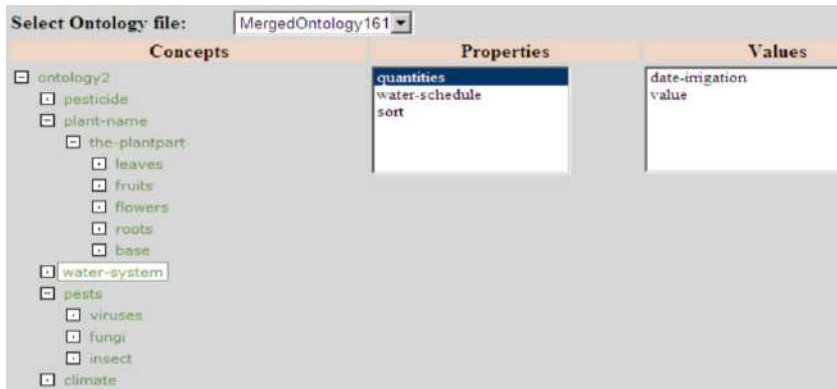 Select Ontology file: MergedOntology161
Concepts Properties Values
ontology2
pesticide
plant-name
the-plantpart
leaves
fruits
flowers
roots
base
water-system
pests
viruses
fungi
insect
climate
quantities
water-schedule
sort
date-irrigation
value